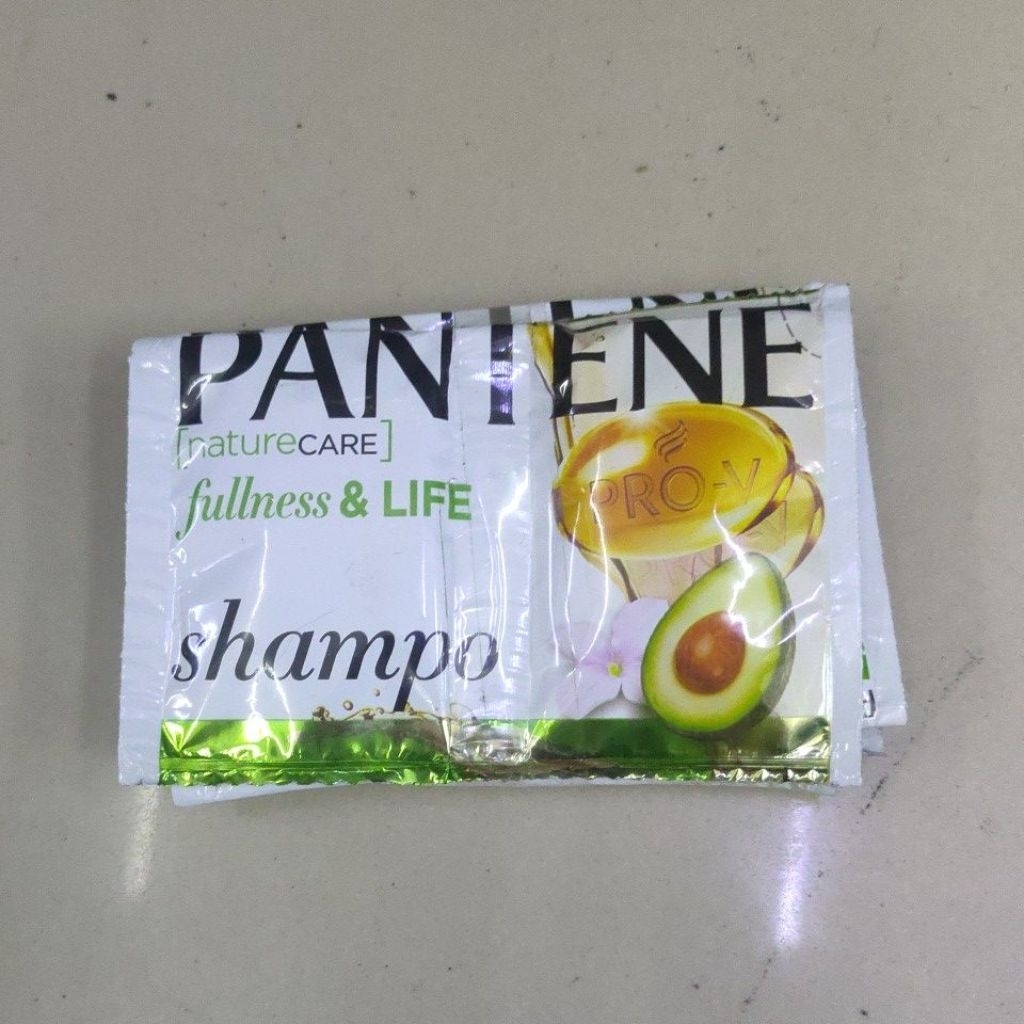 PANTENE
[natureCARE]
fullness & LIFE
PRO-V
shampo